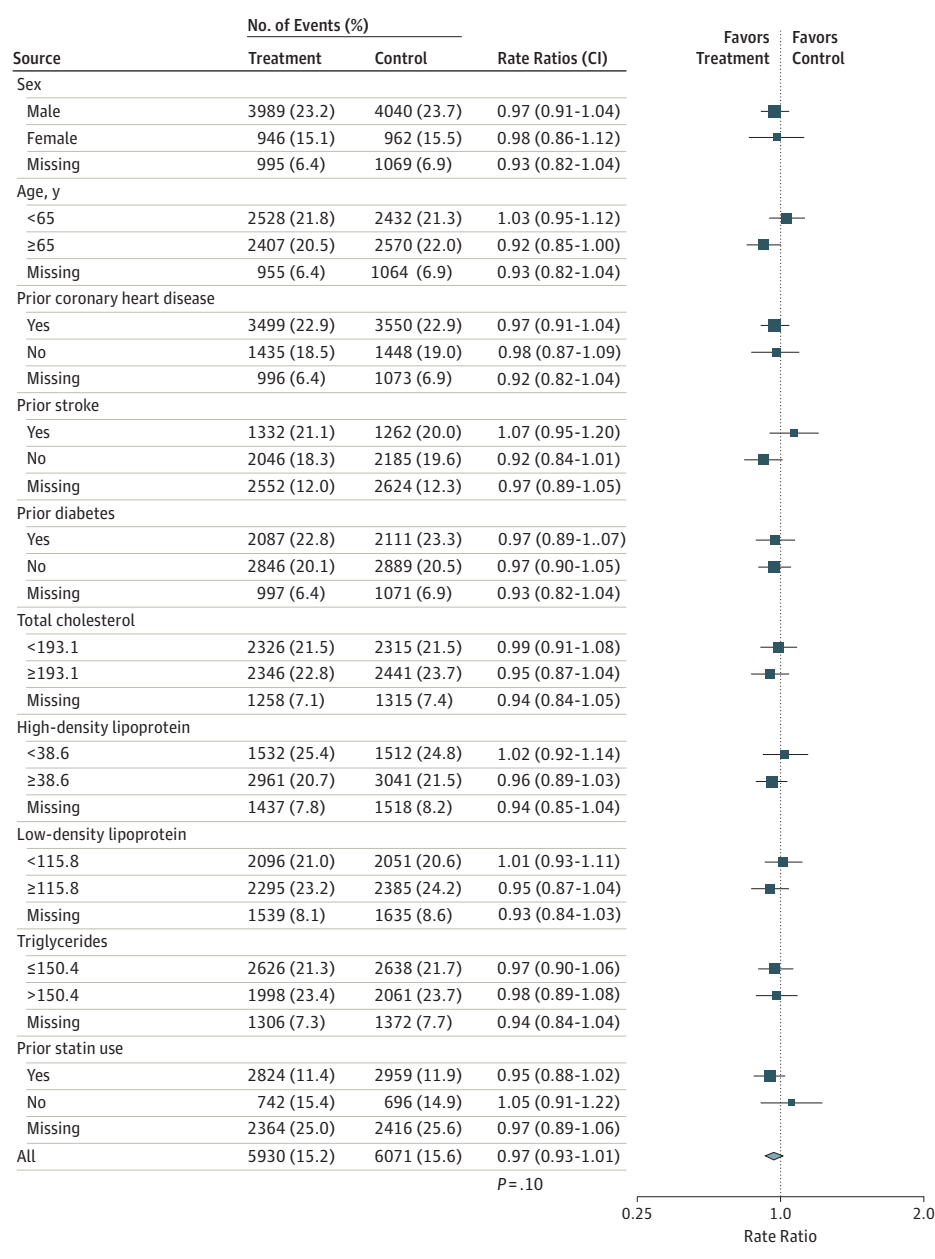 No. of Events (%)
Favors Favors
Source Treatment Control Rate Ratios (CI) Treatment Control
Sex
Male 3989 (23.2) 4040 (23.7) 0.97 (0.91-1.04)
Female 946 (15.1) 962 (15.5) 0.98 (0.86-1.12)
Missing 995 (6.4) 1069 (6.9) 0.93 (0.82-1.04)
Age, y
<65 2528 (21.8) 2432 (21.3) 1.03 (0.95-1.12)
≥65 2407 (20.5) 2570 (22.0) 0.92 (0.85-1.00)
Missing 955 (6.4) 1064 (6.9) 0.93 (0.82-1.04)
Prior coronary heart disease
Yes 3499 (22.9) 3550 (22.9) 0.97 (0.91-1.04)
No 1435 (18.5) 1448 (19.0) 0.98 (0.87-1.09)
Missing 996 (6.4) 1073 (6.9) 0.92 (0.82-1.04)
Prior stroke
Yes 1332 (21.1) 1262 (20.0) 1.07 (0.95-1.20)
No 2046 (18.3) 2185 (19.6) 0.92 (0.84-1.01)
Missing 2552 (12.0) 2624 (12.3) 0.97 (0.89-1.05)
Prior diabetes
Yes 2087 (22.8) 2111 (23.3) 0.97 (0.89-1..07)
No 2846 (20.1) 2889 (20.5) 0.97 (0.90-1.05)
Missing 997 (6.4) 1071 (6.9) 0.93 (0.82-1.04)
Total cholesterol
<193.1 2326 (21.5) 2315 (21.5) 0.99 (0.91-1.08)
≥193.1 2346 (22.8) 2441 (23.7) 0.95 (0.87-1.04)
Missing 1258 (7.1) 1315 (7.4) 0.94 (0.84-1.05)
High-density lipoprotein
<38.6 1532 (25.4) 1512 (24.8) 1.02 (0.92-1.14)
≥38.6 2961 (20.7) 3041 (21.5) 0.96 (0.89-1.03)
Missing 1437 (7.8) 1518 (8.2) 0.94 (0.85-1.04)
Low-density lipoprotein
<115.8 2096 (21.0) 2051 (20.6) 1.01 (0.93-1.11)
≥115.8 2295 (23.2) 2385 (24.2) 0.95 (0.87-1.04)
Missing 1539 (8.1) 1635 (8.6) 0.93 (0.84-1.03)
Triglycerides
≤150.4 2626 (21.3) 2638 (21.7) 0.97 (0.90-1.06)
>150.4 1998 (23.4) 2061 (23.7) 0.98 (0.89-1.08)
Missing 1306 (7.3) 1372 (7.7) 0.94 (0.84-1.04)
Prior statin use
Yes 2824 (11.4) 2959 (11.9) 0.95 (0.88-1.02)
No 742 (15.4) 696 (14.9) 1.05 (0.91-1.22)
Missing 2364 (25.0) 2416 (25.6) 0.97 (0.89-1.06)
All 5930 (15.2) 6071 (15.6) 0.97 (0.93-1.01)
P = .10
0.25 1.0 2.0
Rate Ratio